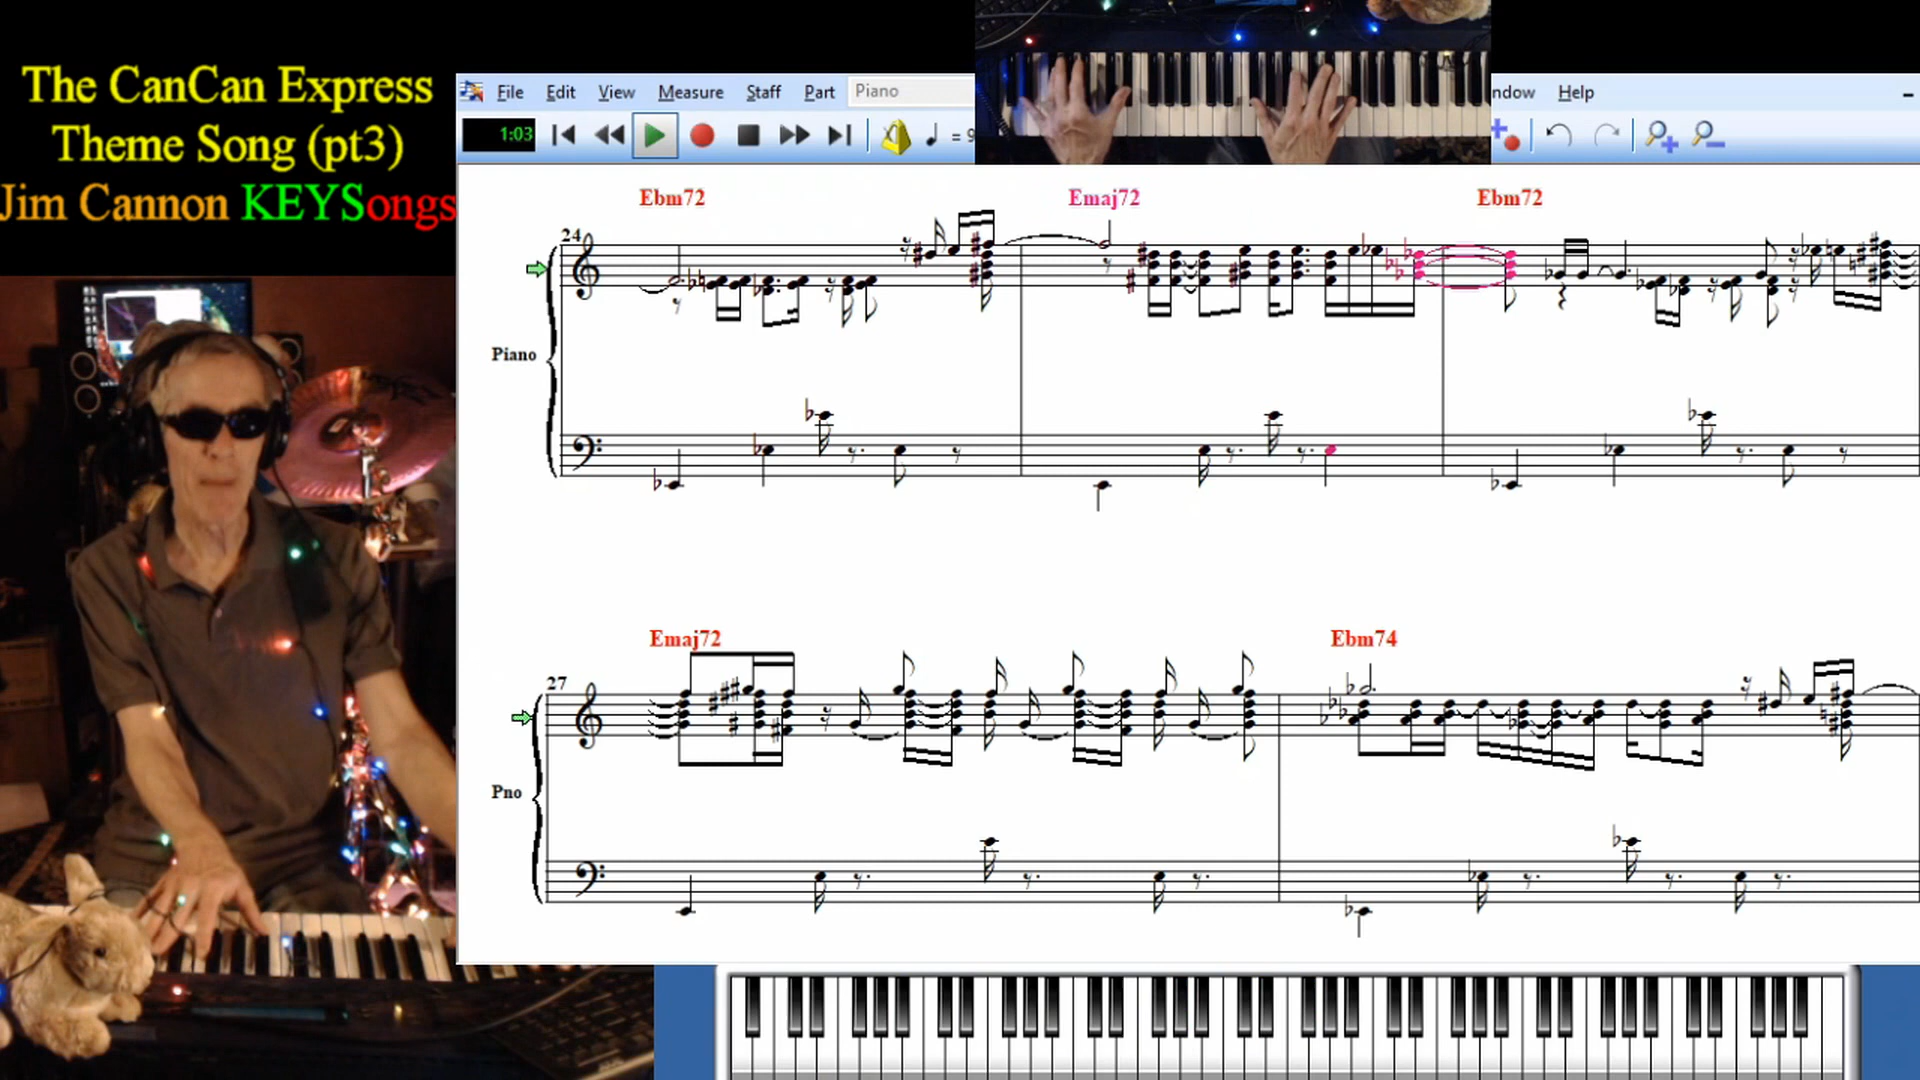 The CanCan Express
Theme Song (pt3)
Jim Cannon KEYSongs
File Edit View Measure Staff Part Piano
ndow Help
1:03
= 9
Ebm72 Emaj72 Ebm72
24
Piano
Emaj72 Ebm74
27
Pno